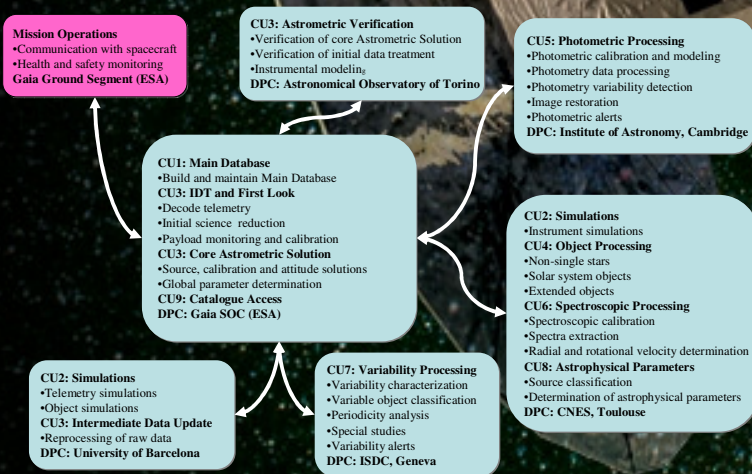 Mission Operations
•Communication with spacecraft
•Health and safety monitoring
Gaia Ground Segment (ESA)
CU3: Astrometric Verification
•Verification of core Astrometric Solution
•Verification of initial data treatment
•Instrumental modeling
DPC: Astronomical Observatory of Torino
CU5: Photometric Processing
•Photometric calibration and modeling
•Photometry data processing
•Photometry variability detection
•Image restoration
•Photometric alerts
DPC: Institute of Astronomy, Cambridge
CU1: Main Database
•Build and maintain Main Database
CU3: IDT and First Look
•Decode telemetry
•Initial science reduction
•Payload monitoring and calibration
CU3: Core Astrometric Solution
•Source, calibration and attitude solutions
•Global parameter determination
CU9: Catalogue Access
DPC: Gaia SOC (ESA)
CU2: Simulations
•Instrument simulations
CU4: Object Processing
•Non-single stars
•Solar system objects
•Extended objects
CU6: Spectroscopic Processing
•Spectroscopic calibration
•Spectra extraction
•Radial and rotational velocity determination
CU8: Astrophysical Parameters
•Source classification
•Determination of astrophysical parameters
DPC: CNES, Toulouse
CU2: Simulations
•Telemetry simulations
•Object simulations
CU3: Intermediate Data Update
•Reprocessing of raw data
DPC: University of Barcelona
CU7: Variability Processing
•Variability characterization
•Variable object classification
•Periodicity analysis
•Special studies
•Variability alerts
DPC: ISDC, Geneva